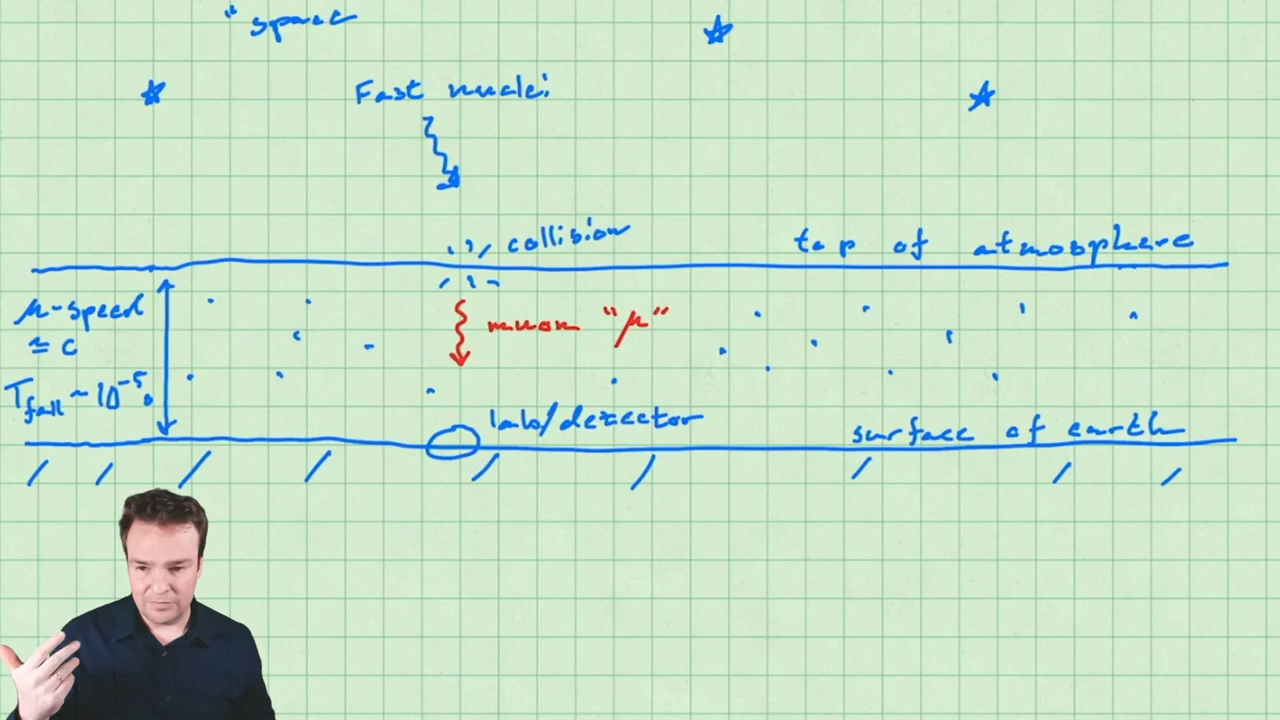 " space
Fast nuclei
collision
top of atmosphere
μ-speed
≃ c
muon "μ"
T_fall ~ 10^-5 s
lab/detector
surface of earth